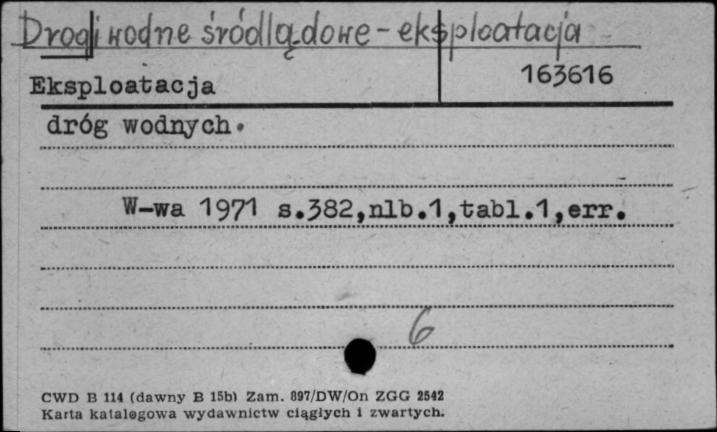 Drogi wodne śródlądowe - eksploatacja
163616
Eksploatacja
dróg wodnych.
W-wa 1971 s.382,nlb.1,tabl.1,err.
6
CWD B 114 (dawny B 15b) Zam. 897/DW/On ZGG 2542
Karta katalogowa wydawnictw ciągłych i zwartych.